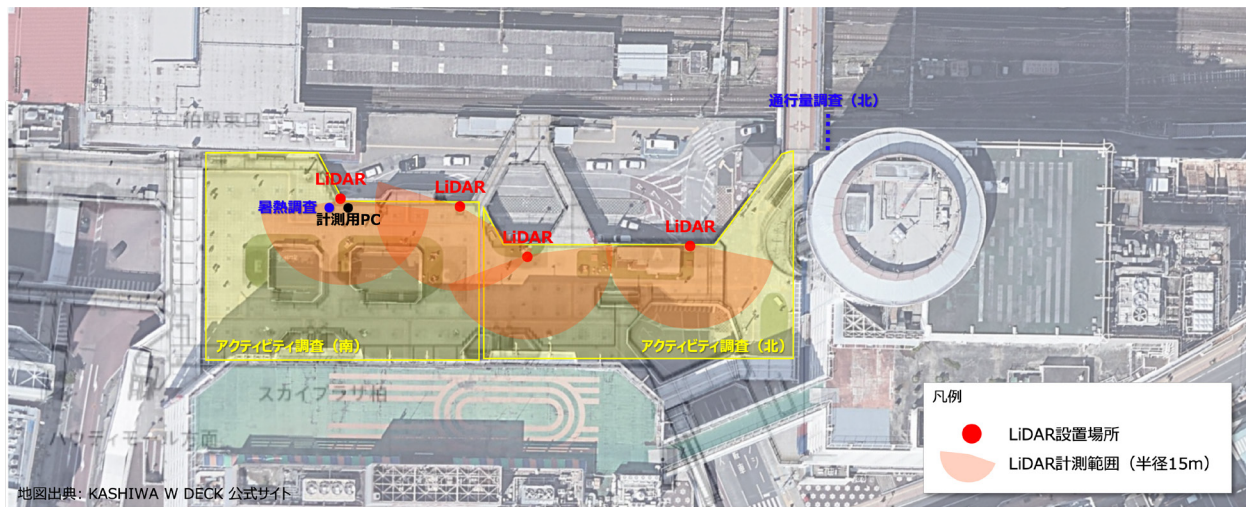 通行量調査（北）
LiDAR
LiDAR
暑熱調査
計測用PC
LiDAR
LiDAR
アクティビティ調査（南）
アクティビティ調査（北）
スカイプラザ柏
凡例
LiDAR設置場所
LiDAR計測範囲（半径15m）
地図出典: KASHIWA W DECK 公式サイト